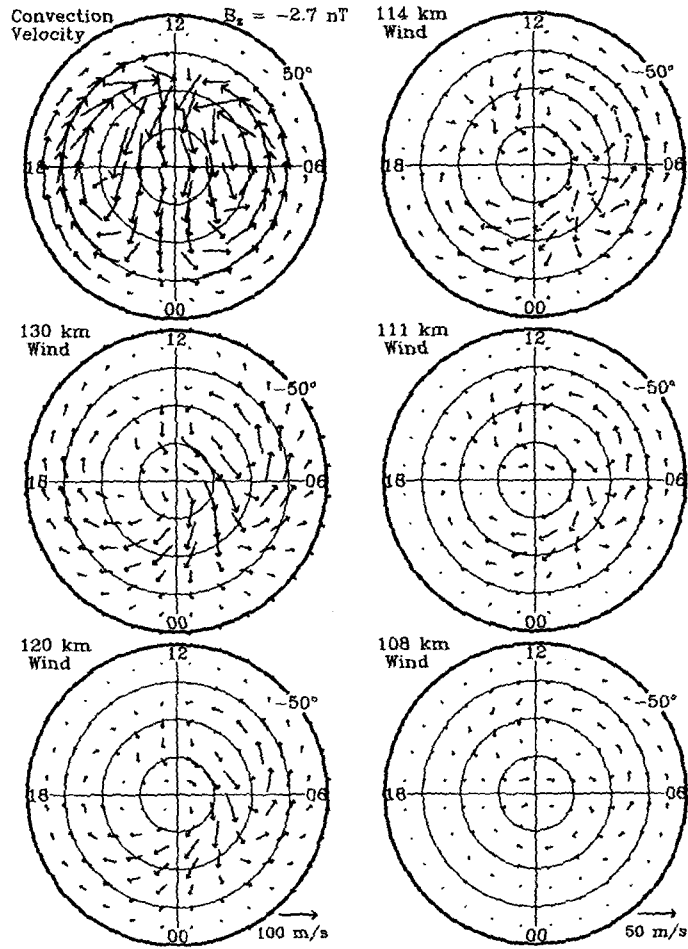 Convection
Velocity
B_z = −2.7 nT
12
50°
18
06
00
114 km
Wind
12
−50°
18
06
00
130 km
Wind
12
−50°
18
06
00
111 km
Wind
12
−50°
18
06
00
120 km
Wind
12
−50°
18
06
00
100 m/s
108 km
Wind
12
−50°
18
06
00
50 m/s